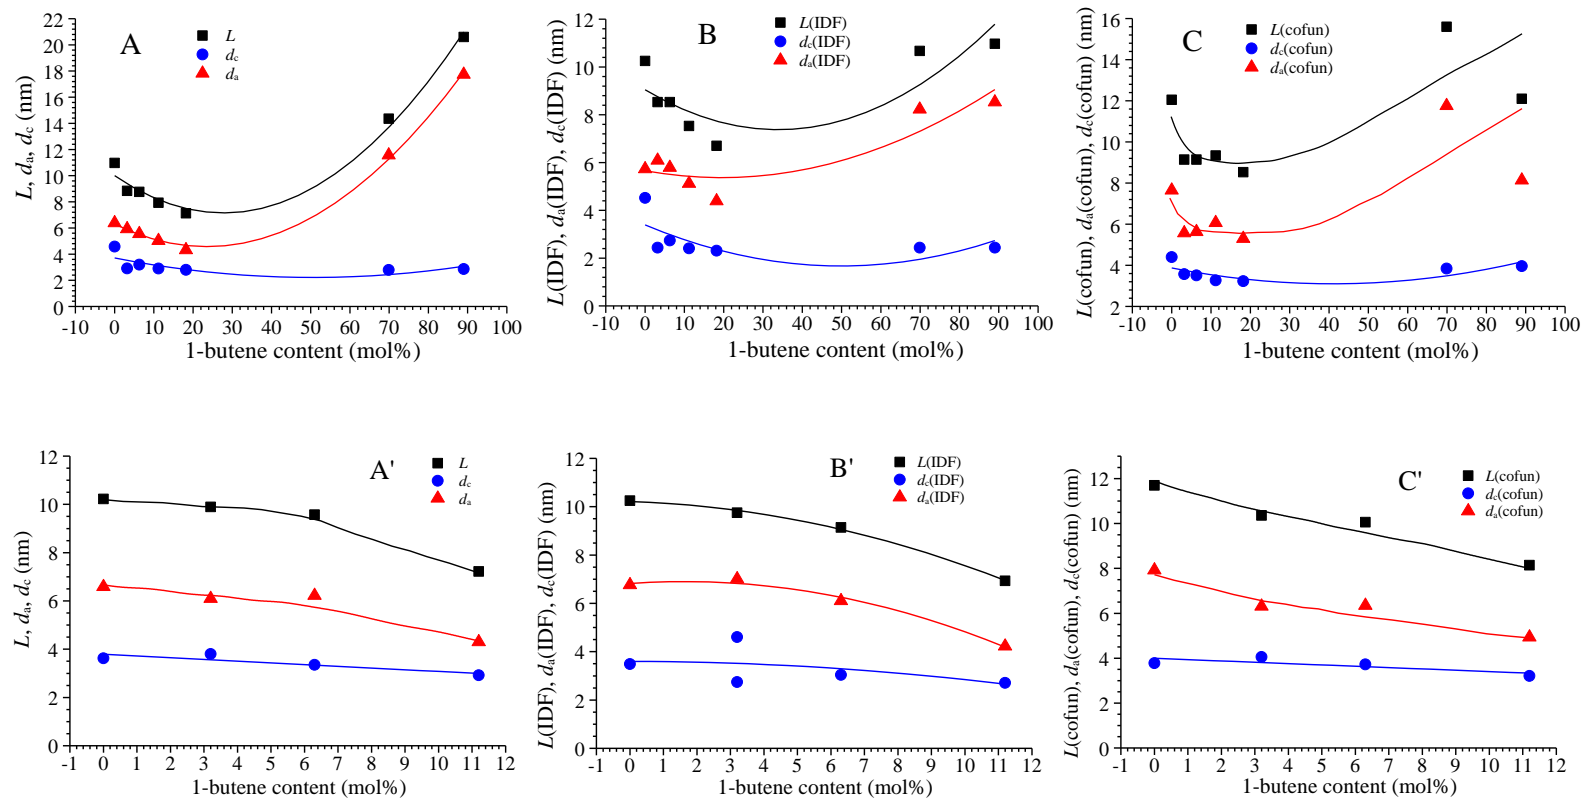 A
L
dc
da
L, da, dc (nm)
22
20
18
16
14
12
10
8
6
4
2
0
-10 0 10 20 30 40 50 60 70 80 90 100
1-butene content (mol%)
B
L(IDF)
dc(IDF)
da(IDF)
L(IDF), da(IDF), dc(IDF) (nm)
12
10
8
6
4
2
0
-10 0 10 20 30 40 50 60 70 80 90 100
1-butene content (mol%)
C
L(cofun)
dc(cofun)
da(cofun)
L(cofun), da(cofun), dc(cofun) (nm)
16
14
12
10
8
6
4
2
-10 0 10 20 30 40 50 60 70 80 90 100
1-butene content (mol%)
A'
L
dc
da
L, da, dc (nm)
12
10
8
6
4
2
0
-1 0 1 2 3 4 5 6 7 8 9 10 11 12
1-butene content (mol%)
B'
L(IDF)
dc(IDF)
da(IDF)
L(IDF), da(IDF), dc(IDF) (nm)
12
10
8
6
4
2
0
-1 0 1 2 3 4 5 6 7 8 9 10 11 12
1-butene content (mol%)
C'
L(cofun)
dc(cofun)
da(cofun)
L(cofun), da(cofun), dc(cofun) (nm)
12
10
8
6
4
2
0
-1 0 1 2 3 4 5 6 7 8 9 10 11 12
1-butene content (mol%)